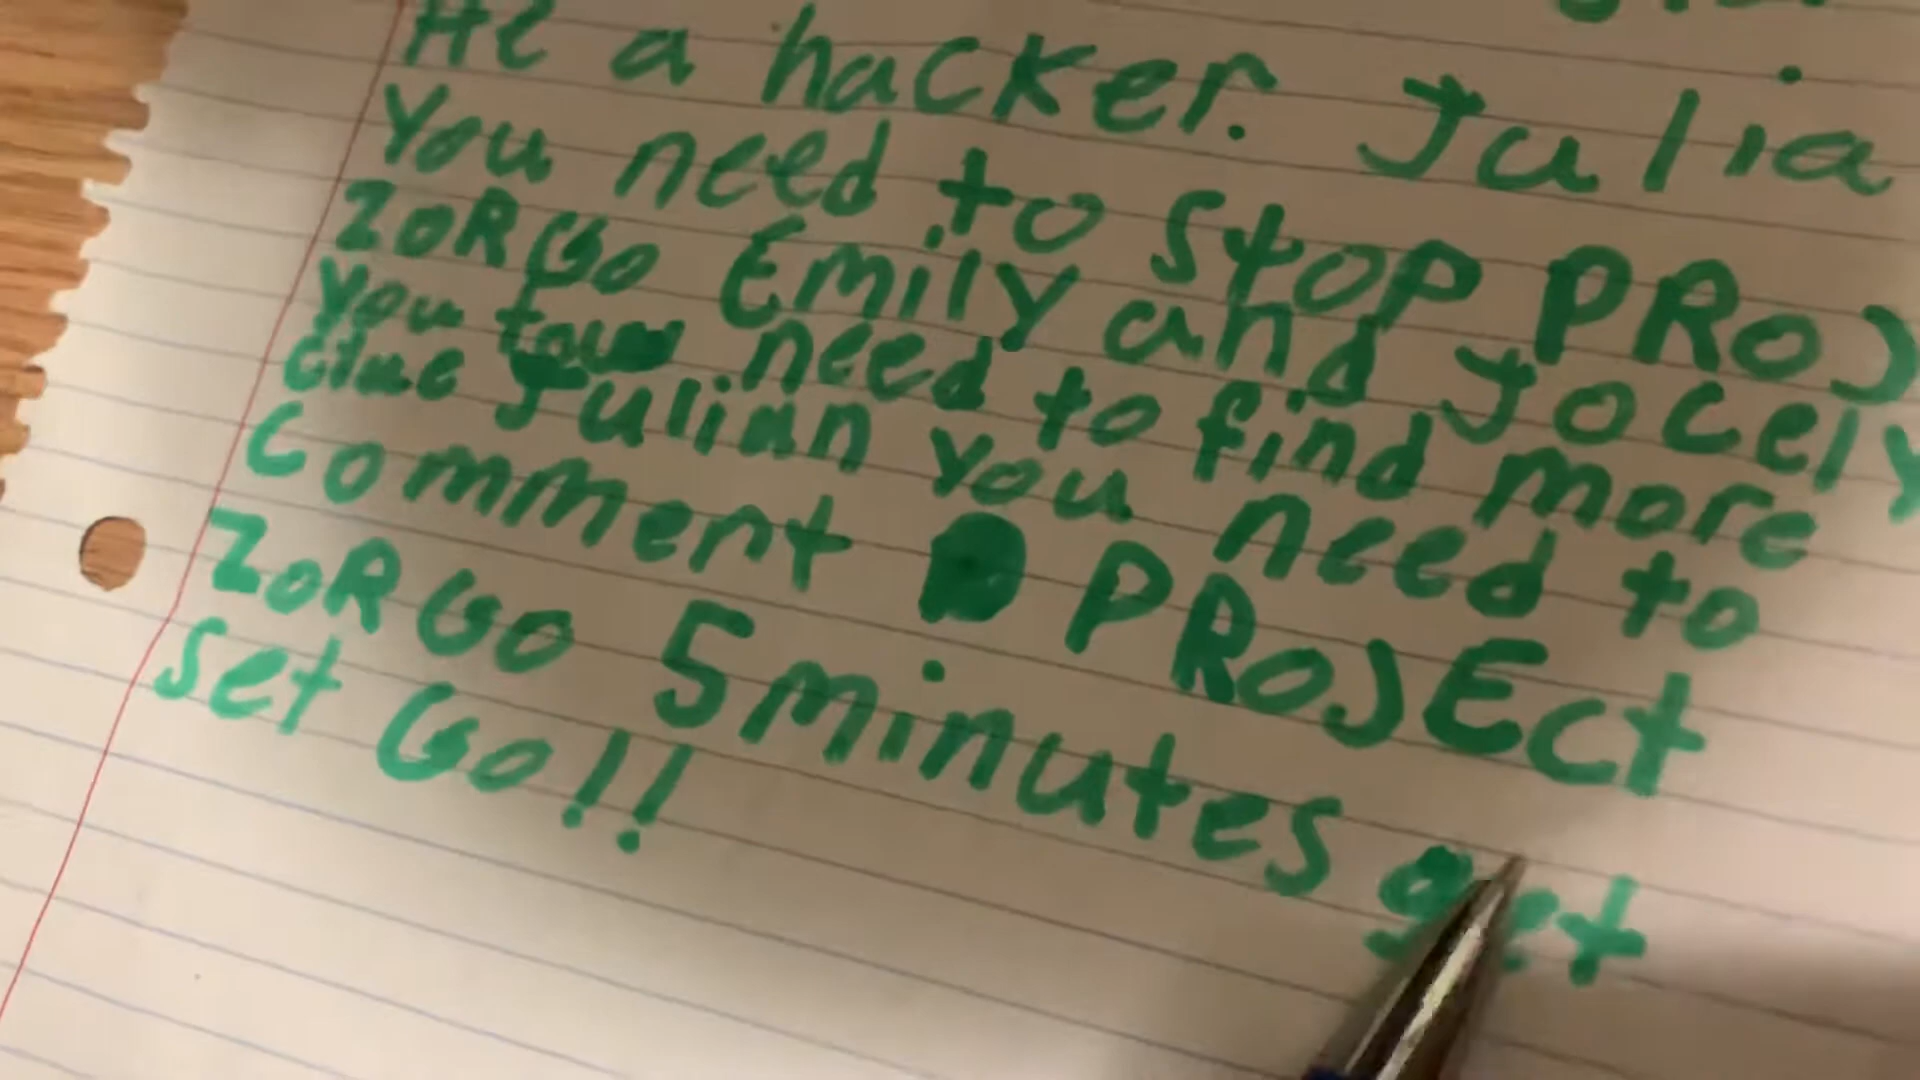 He a hacker. Julia
You need to stop PROJ
ZORGO Emily and Jocely
You need to find more
clue Julian you need to
Comment PROJECt
ZORGO 5 minutes get
set Go!!